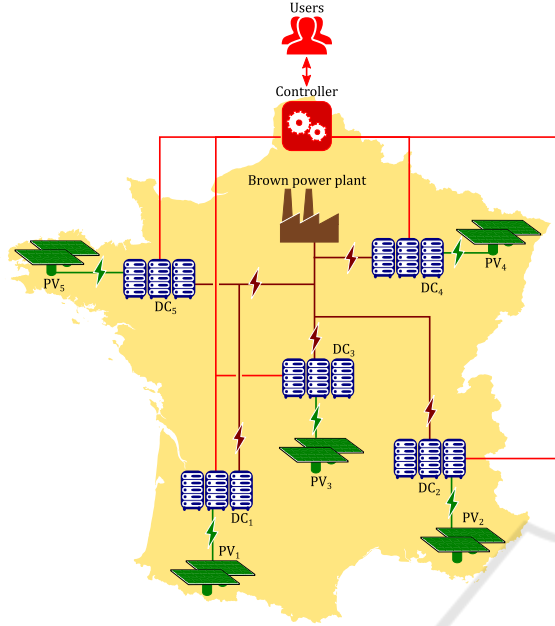 Users
Controller
Brown power plant
PV₄
PV₅
DC₄
DC₅
DC₃
PV₃
DC₂
DC₁
PV₂
PV₁